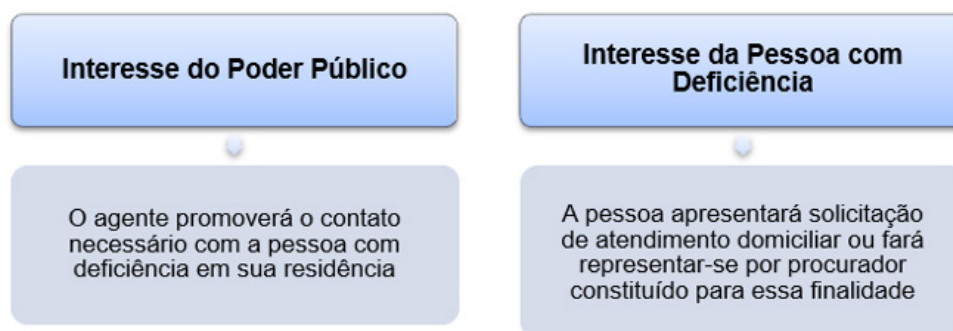 Interesse do Poder Público
O agente promoverá o contato
necessário com a pessoa com
deficiência em sua residência
Interesse da Pessoa com
Deficiência
A pessoa apresentará solicitação
de atendimento domiciliar ou fará
representar-se por procurador
constituído para essa finalidade